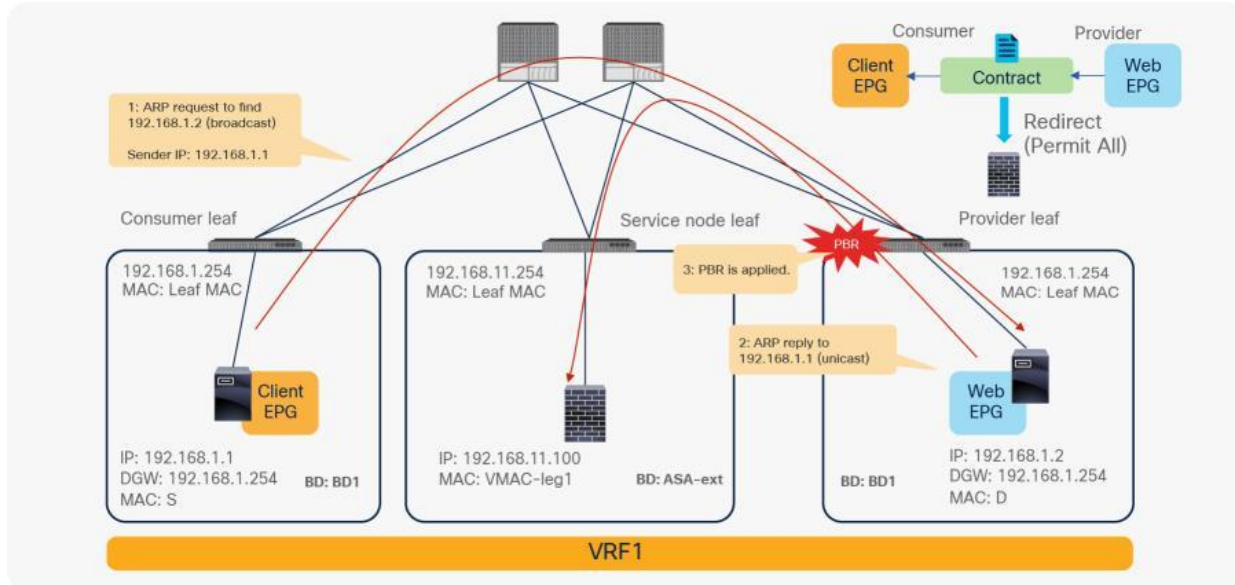 Consumer
Provider
Client
EPG
Contract
Web
EPG
Redirect
(Permit All)
1: ARP request to find
192.168.1.2 (broadcast)
Sender IP: 192.168.1.1
Consumer leaf
Service node leaf
Provider leaf
PBR
192.168.1.254
MAC: Leaf MAC
192.168.11.254
MAC: Leaf MAC
3: PBR is applied.
192.168.1.254
MAC: Leaf MAC
2: ARP reply to
192.168.1.1 (unicast)
Client
EPG
Web
EPG
IP: 192.168.1.1
DGW: 192.168.1.254
MAC: S
BD: BD1
IP: 192.168.11.100
MAC: VMAC-leg1
BD: ASA-ext
BD: BD1
IP: 192.168.1.2
DGW: 192.168.1.254
MAC: D
VRF1